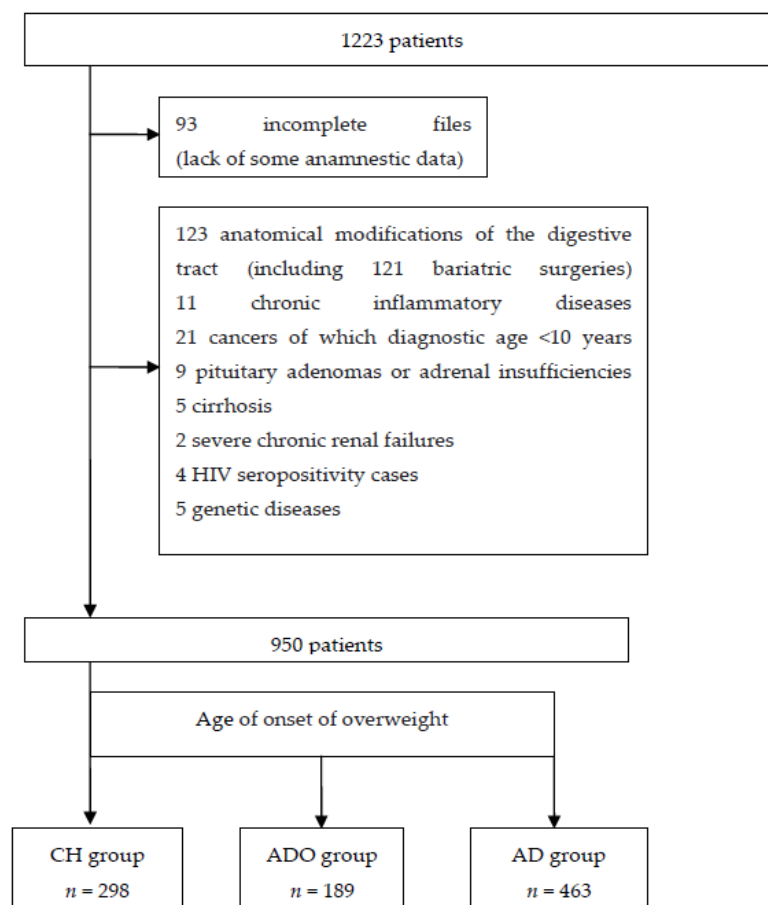 1223 patients
93 incomplete files
(lack of some anamnestic data)
123 anatomical modifications of the digestive
tract (including 121 bariatric surgeries)
11 chronic inflammatory diseases
21 cancers of which diagnostic age <10 years
9 pituitary adenomas or adrenal insufficiencies
5 cirrhosis
2 severe chronic renal failures
4 HIV seropositivity cases
5 genetic diseases
950 patients
Age of onset of overweight
CH group
n = 298
ADO group
n = 189
AD group
n = 463